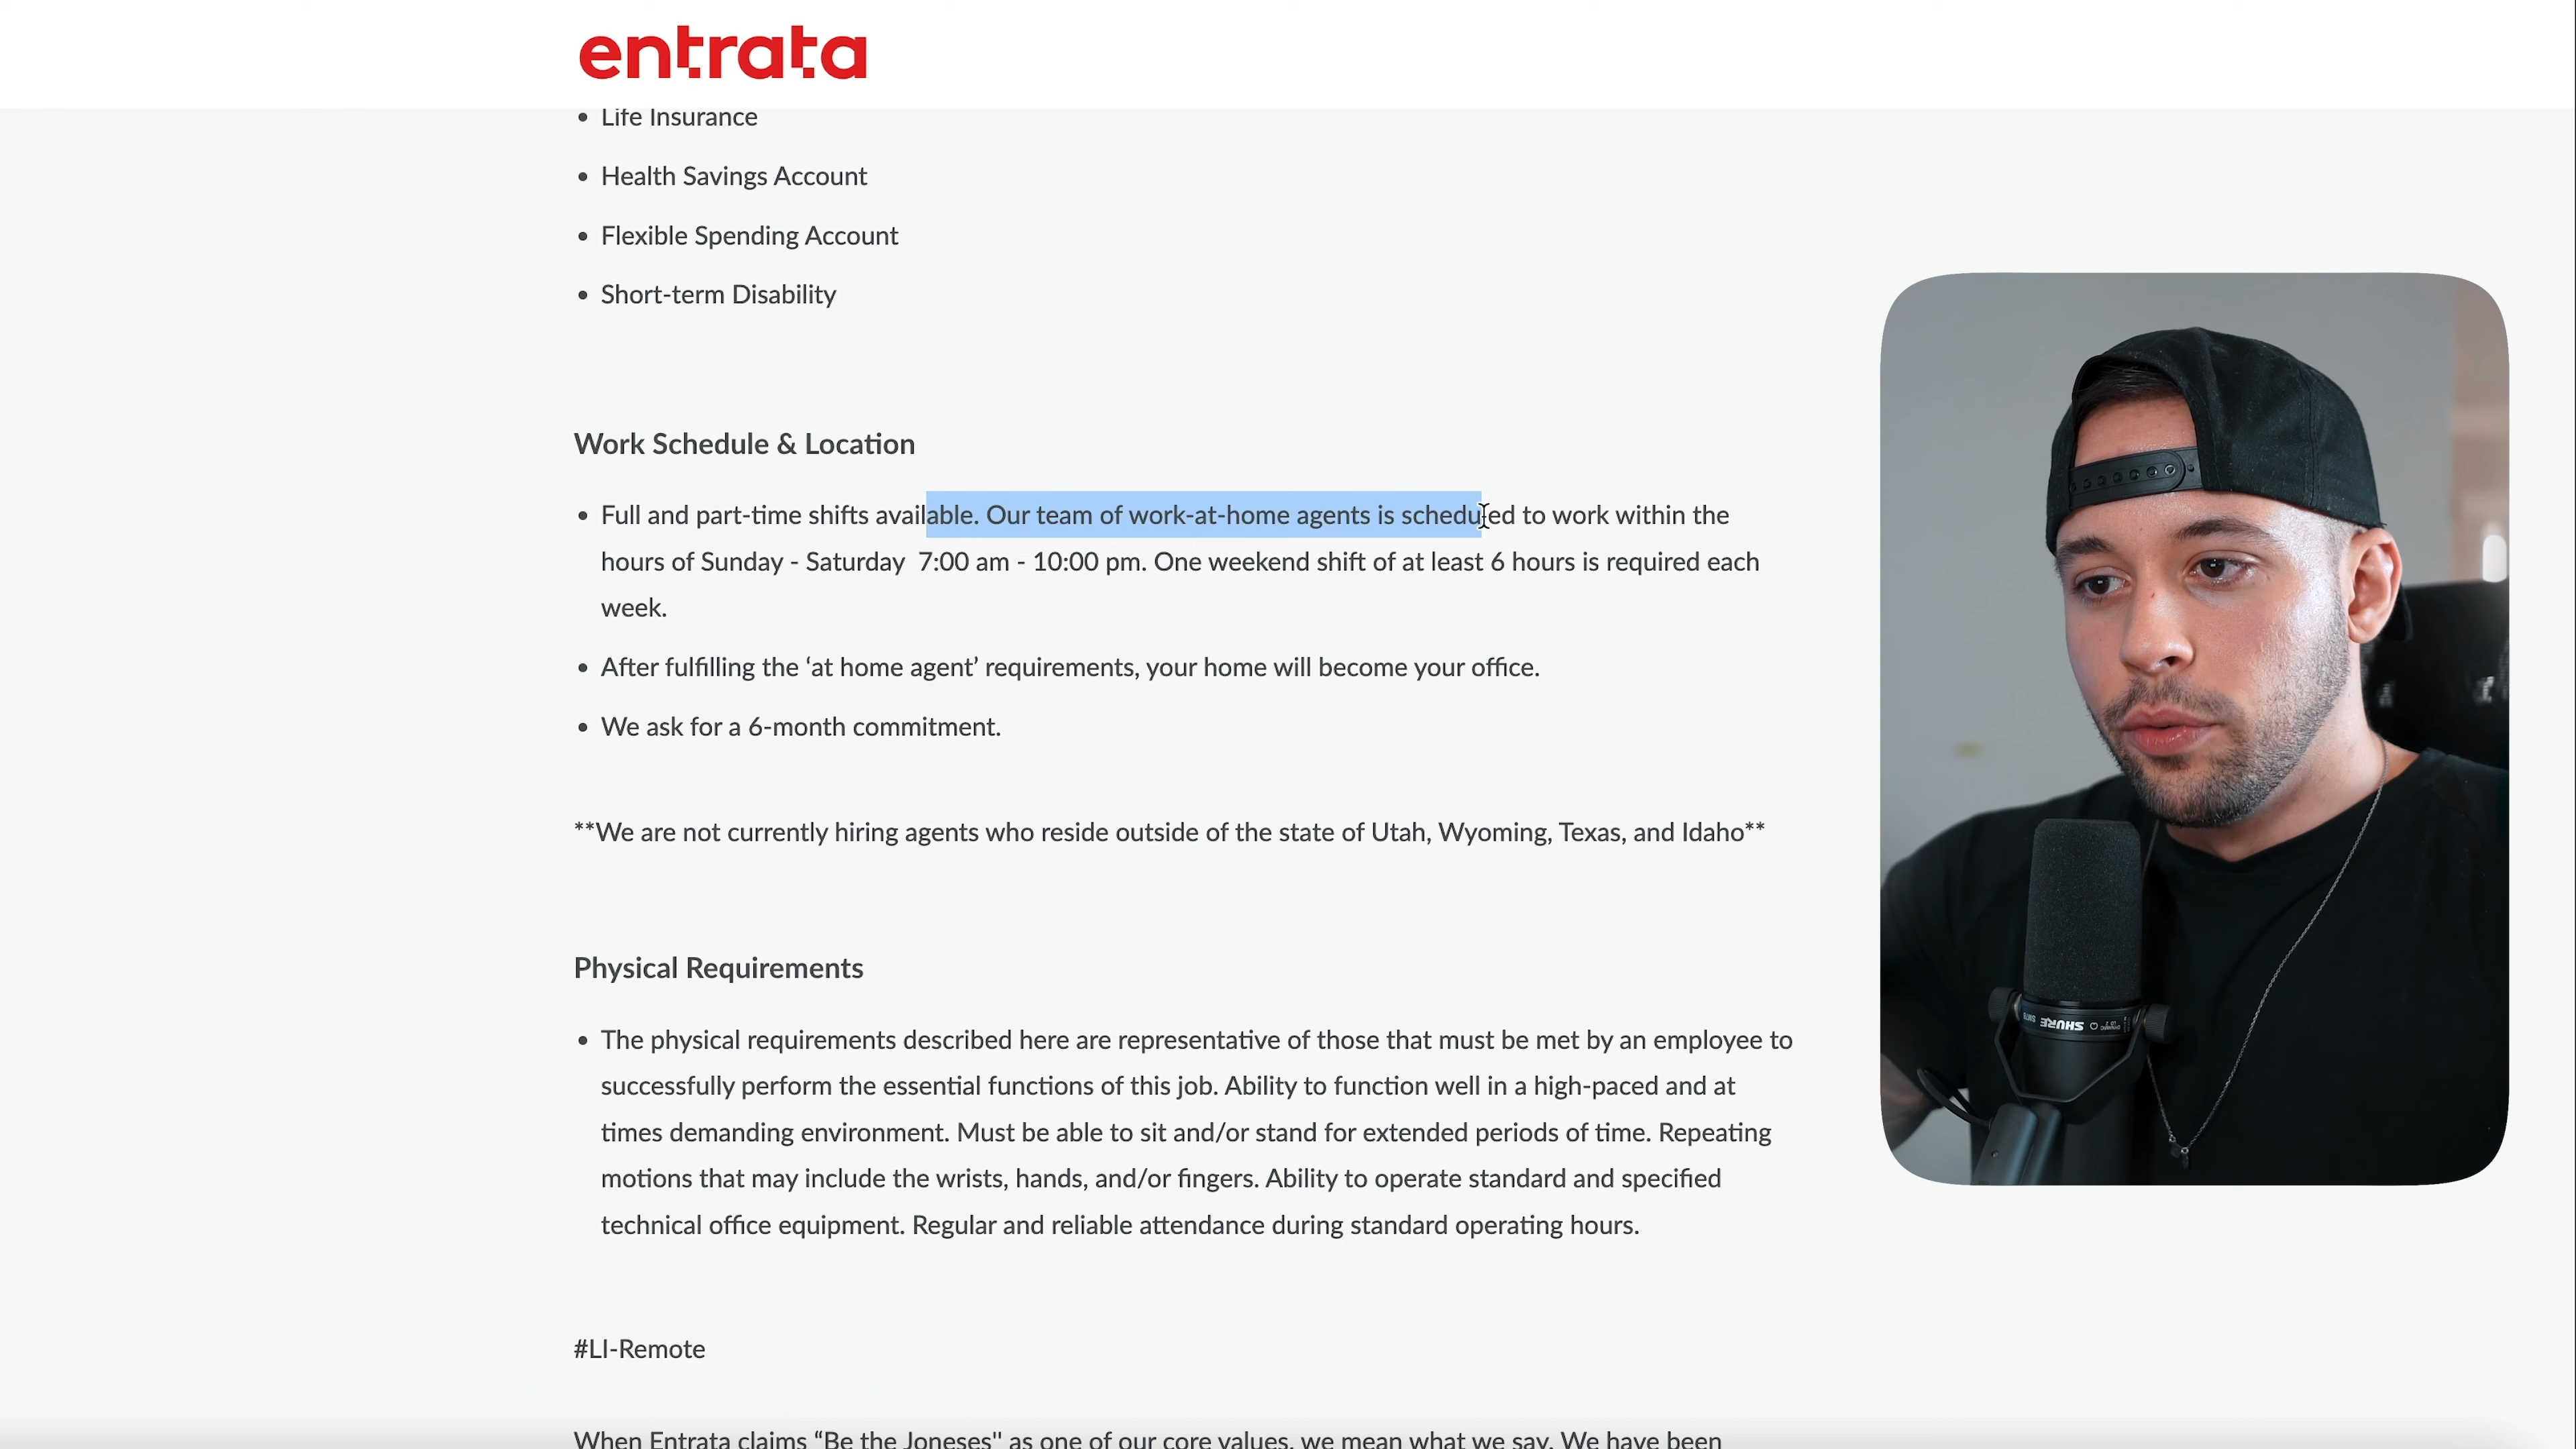 entrata
• Life Insurance
• Health Savings Account
• Flexible Spending Account
• Short-term Disability
Work Schedule & Location
• Full and part-time shifts available. Our team of work-at-home agents is scheduled to work within the
hours of Sunday - Saturday  7:00 am - 10:00 pm. One weekend shift of at least 6 hours is required each
week.
• After fulfilling the ‘at home agent’ requirements, your home will become your office.
• We ask for a 6-month commitment.
**We are not currently hiring agents who reside outside of the state of Utah, Wyoming, Texas, and Idaho**
Physical Requirements
• The physical requirements described here are representative of those that must be met by an employee to
successfully perform the essential functions of this job. Ability to function well in a high-paced and at
times demanding environment. Must be able to sit and/or stand for extended periods of time. Repeating
motions that may include the wrists, hands, and/or fingers. Ability to operate standard and specified
technical office equipment. Regular and reliable attendance during standard operating hours.
#LI-Remote
When Entrata claims “Be the Joneses" as one of our core values, we mean what we say. We have been
SHURE